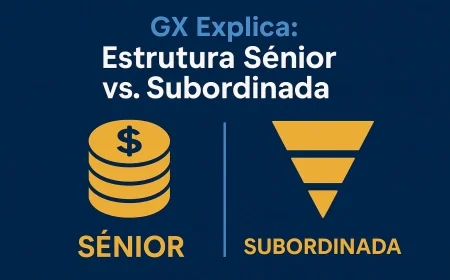 GX Explica:
Estrutura Sénior
vs. Subordinada
$
SÉNIOR
SUBORDINADA